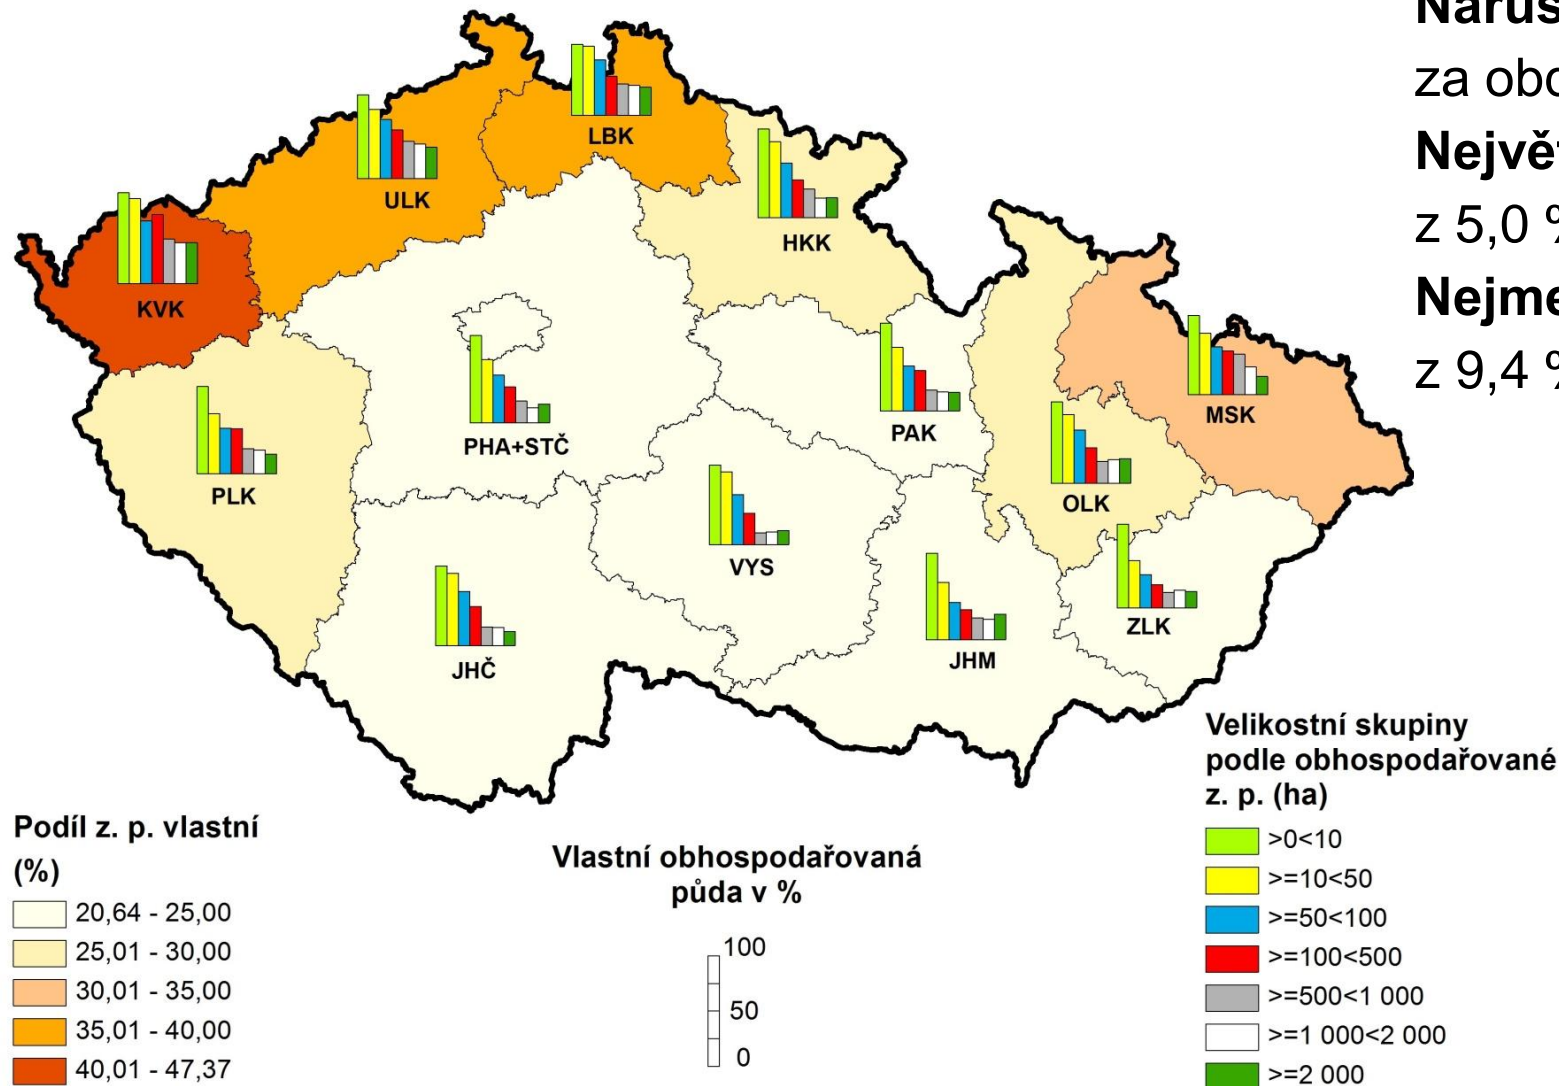 Nárůs
za obo
Největ
z 5,0 %
Nejme
z 9,4 %
LBK
ULK
HKK
KVK
MSK
PAK
PHA+STČ
PLK
OLK
VYS
ZLK
JHM
JHČ
Podíl z. p. vlastní
(%)
20,64 - 25,00
25,01 - 30,00
30,01 - 35,00
35,01 - 40,00
40,01 - 47,37
Vlastní obhospodařovaná
půda v %
100
50
0
Velikostní skupiny
podle obhospodařované
z. p. (ha)
>0<10
>=10<50
>=50<100
>=100<500
>=500<1 000
>=1 000<2 000
>=2 000